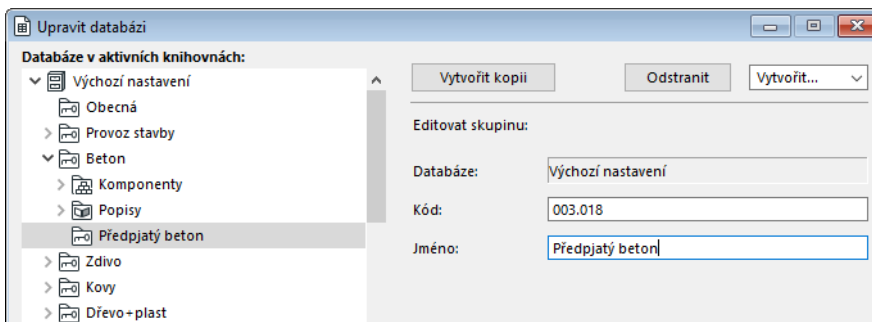 Upravit databázi
Databáze v aktivních knihovnách:
Výchozí nastavení
Obecná
Provoz stavby
Beton
Komponenty
Popisy
Předpjatý beton
Zdivo
Kovy
Dřevo+plast
Vytvořit kopii
Odstranit
Vytvořit...
Editovat skupinu:
Databáze: Výchozí nastavení
Kód: 003.018
Jméno: Předpjatý beton